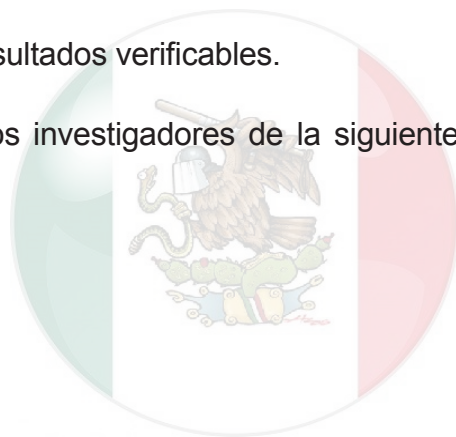 sultados verificables.
os investigadores de la siguiente